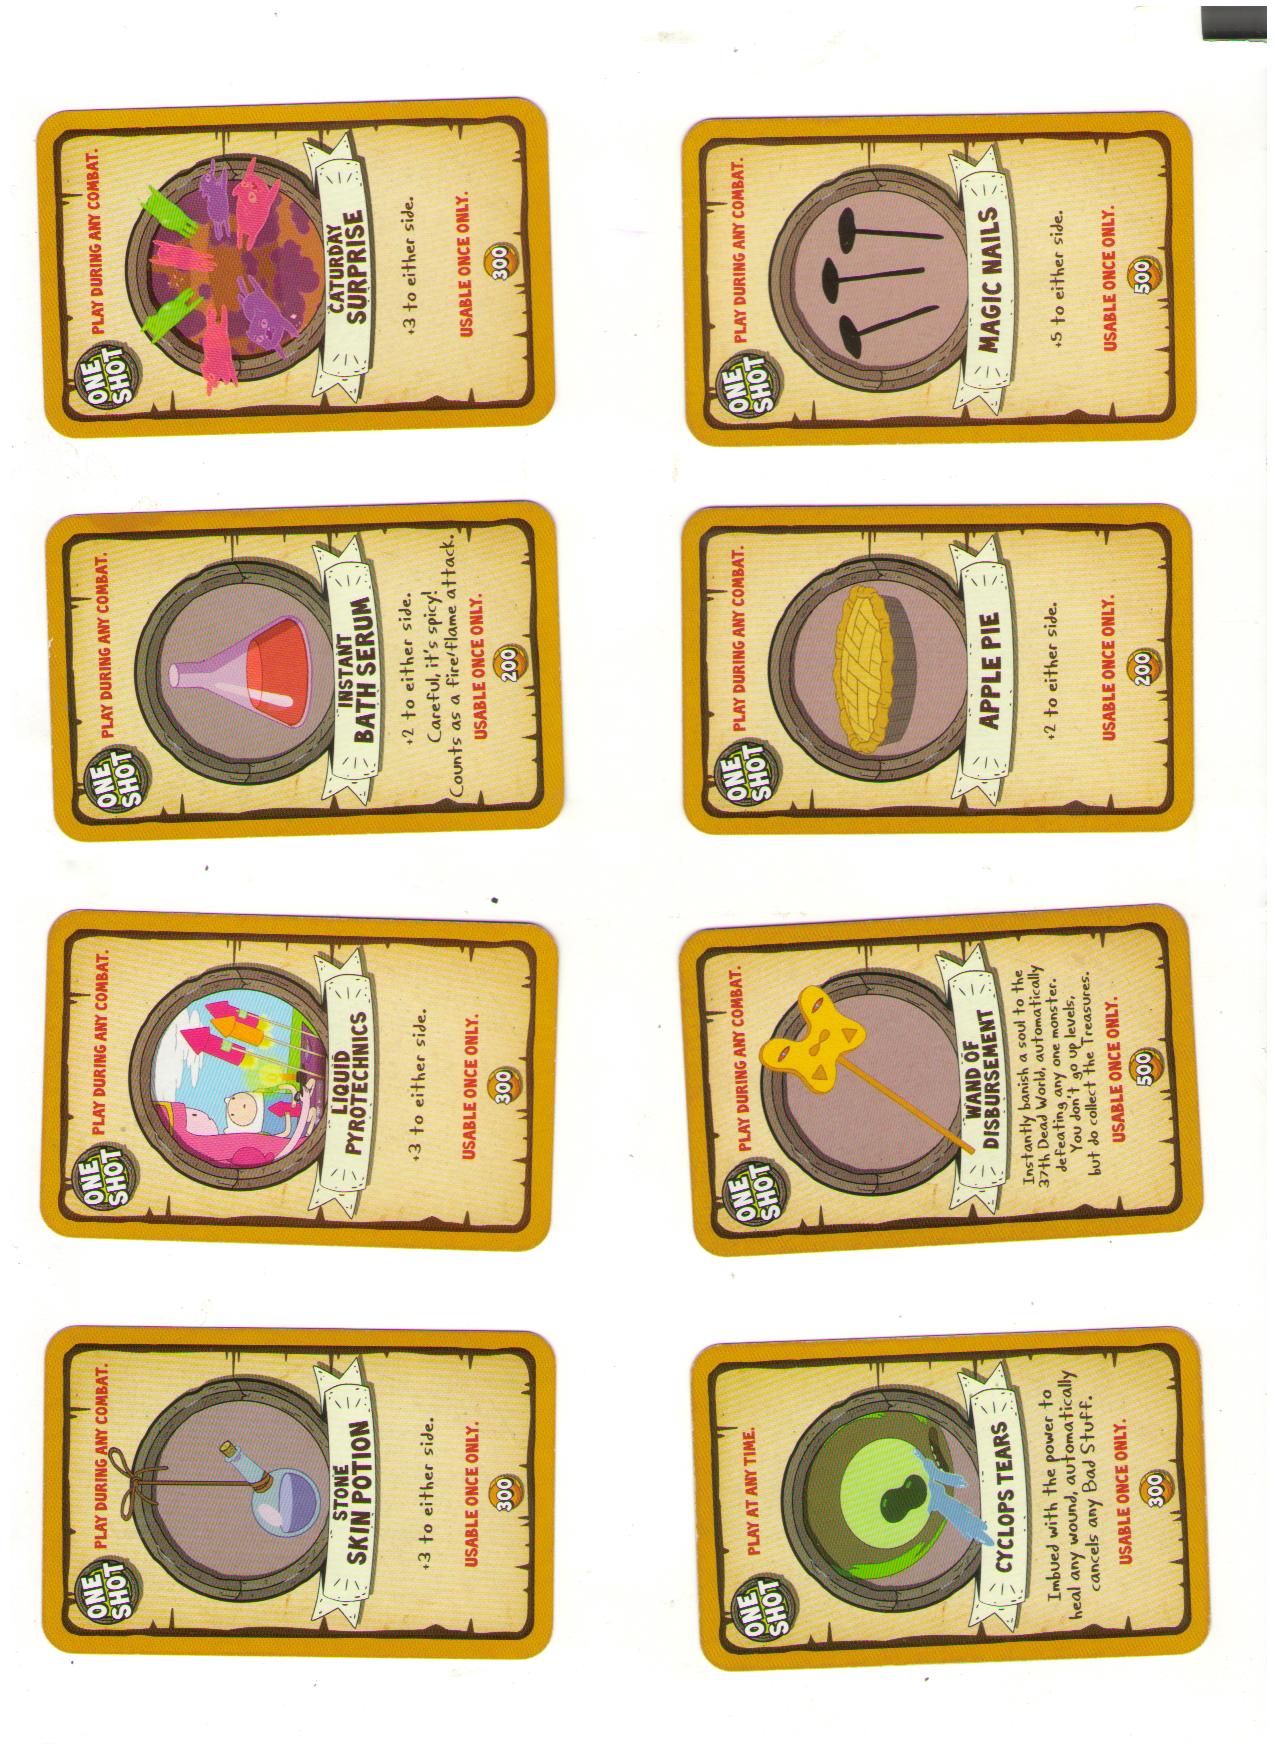 ONE
SHOT
PLAY DURING ANY COMBAT.
STONE
SKIN POTION
+3 to either side.
USABLE ONCE ONLY.
300
ONE
SHOT
PLAY DURING ANY COMBAT.
LIQUID
PYROTECHNICS
+3 to either side.
USABLE ONCE ONLY.
300
ONE
SHOT
PLAY DURING ANY COMBAT.
INSTANT
BATH SERUM
+2 to either side.
Careful, it's spicy!
Counts as a fire/flame attack.
USABLE ONCE ONLY.
200
ONE
SHOT
PLAY DURING ANY COMBAT.
CATURDAY
SURPRISE
+3 to either side.
USABLE ONCE ONLY.
300
ONE
SHOT
PLAY AT ANY TIME.
CYCLOPS TEARS
Imbued with the power to
heal any wound, automatically
cancels any Bad Stuff.
USABLE ONCE ONLY.
300
ONE
SHOT
PLAY DURING ANY COMBAT.
WAND OF
DISBURSEMENT
Instantly banish a soul to the
37th Dead World, automatically
defeating any one monster.
You don't go up levels,
but do collect the Treasures.
USABLE ONCE ONLY.
500
ONE
SHOT
PLAY DURING ANY COMBAT.
APPLE PIE
+2 to either side.
USABLE ONCE ONLY.
200
ONE
SHOT
PLAY DURING ANY COMBAT.
MAGIC NAILS
+5 to either side.
USABLE ONCE ONLY.
500